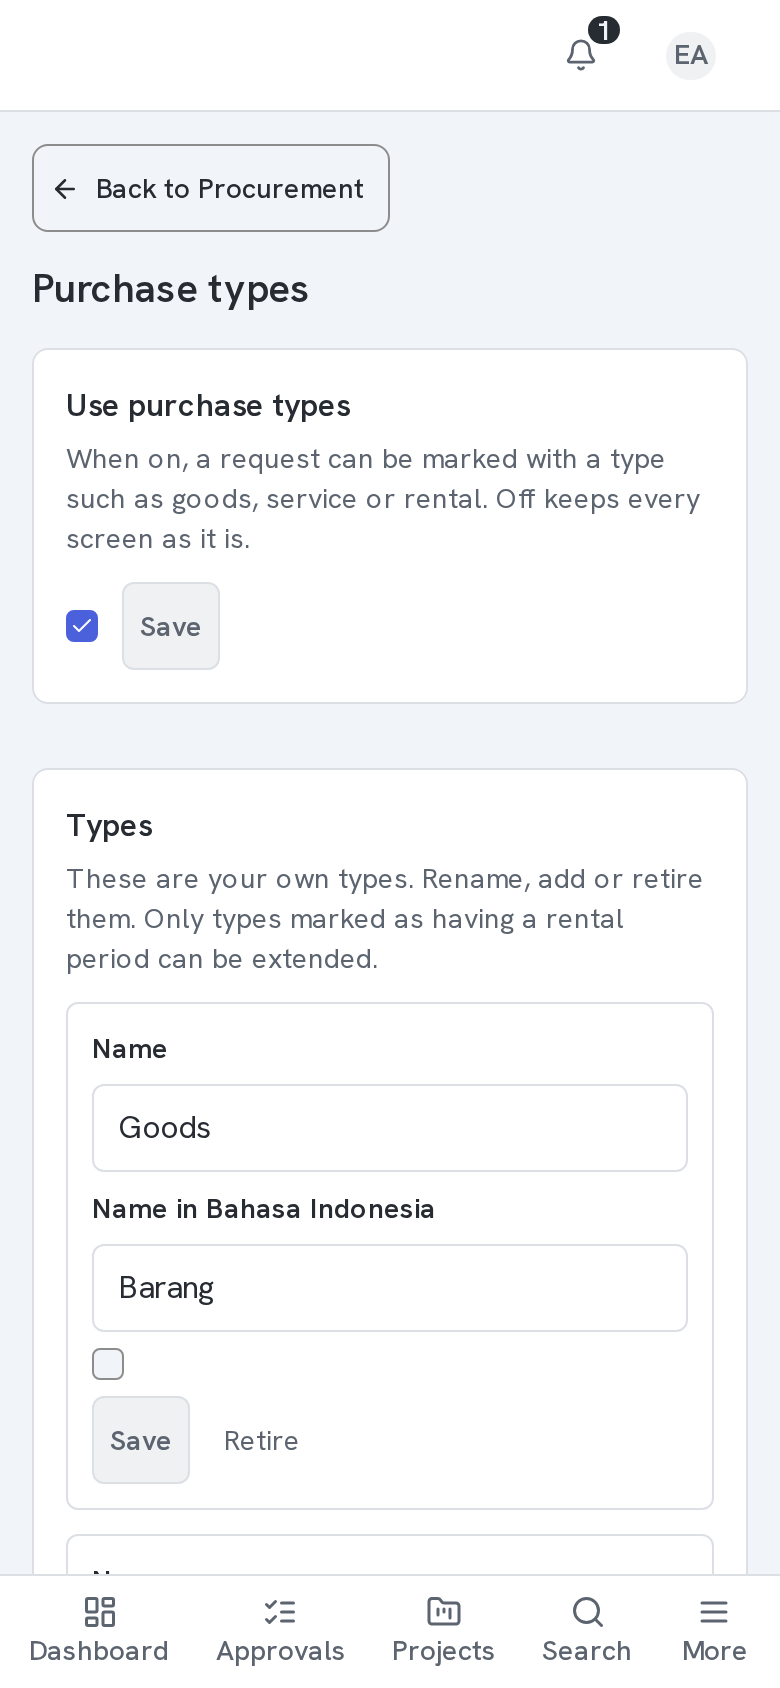 1
EA
Back to Procurement
Purchase types
Use purchase types
When on, a request can be marked with a type
such as goods, service or rental. Off keeps every
screen as it is.
Save
Types
These are your own types. Rename, add or retire
them. Only types marked as having a rental
period can be extended.
Name
Goods
Name in Bahasa Indonesia
Barang
Save Retire
Dashboard Approvals Projects Search More